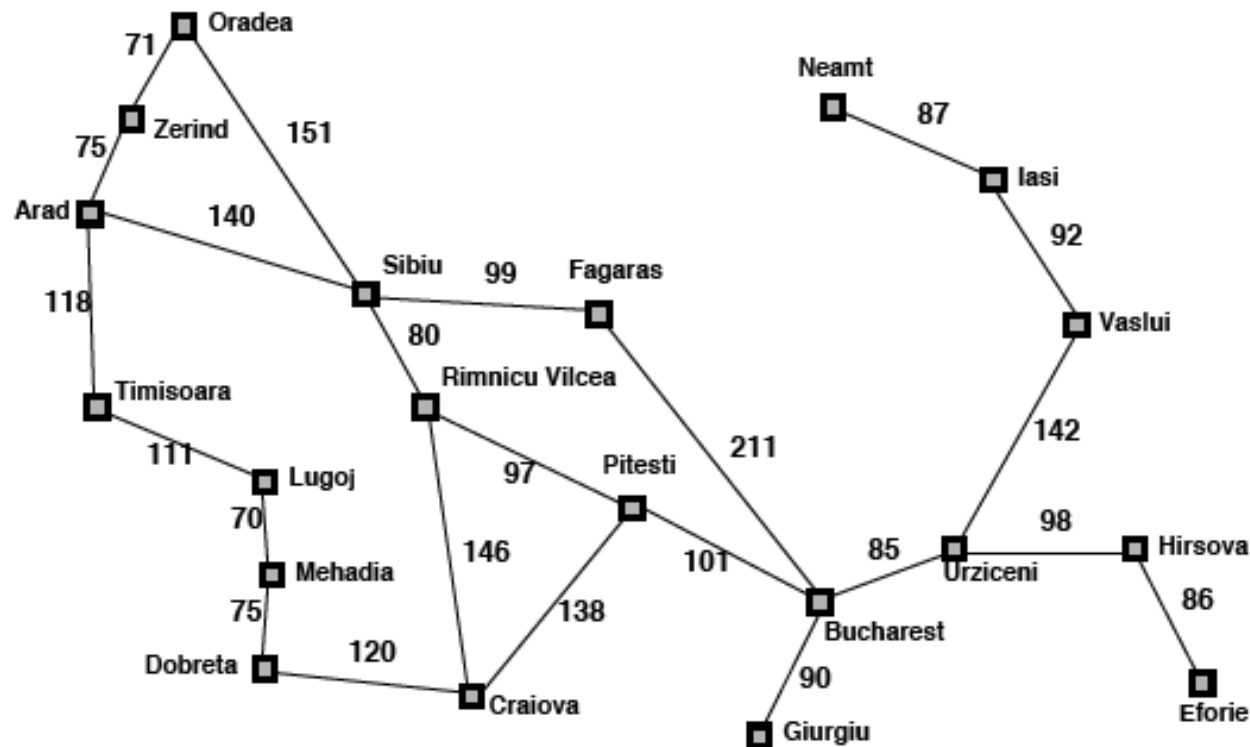 Oradea
71
Neamt
87
Zerind
151
75
Iasi
Arad
140
92
Sibiu
99
Fagaras
118
80
Vaslui
Rimnicu Vilcea
Timisoara
142
111
211
Lugoj
97
Pitesti
70
98
Hirsova
146
101
85
Urziceni
Mehadia
86
75
138
Bucharest
Dobreta
120
90
Craiova
Giurgiu
Eforie